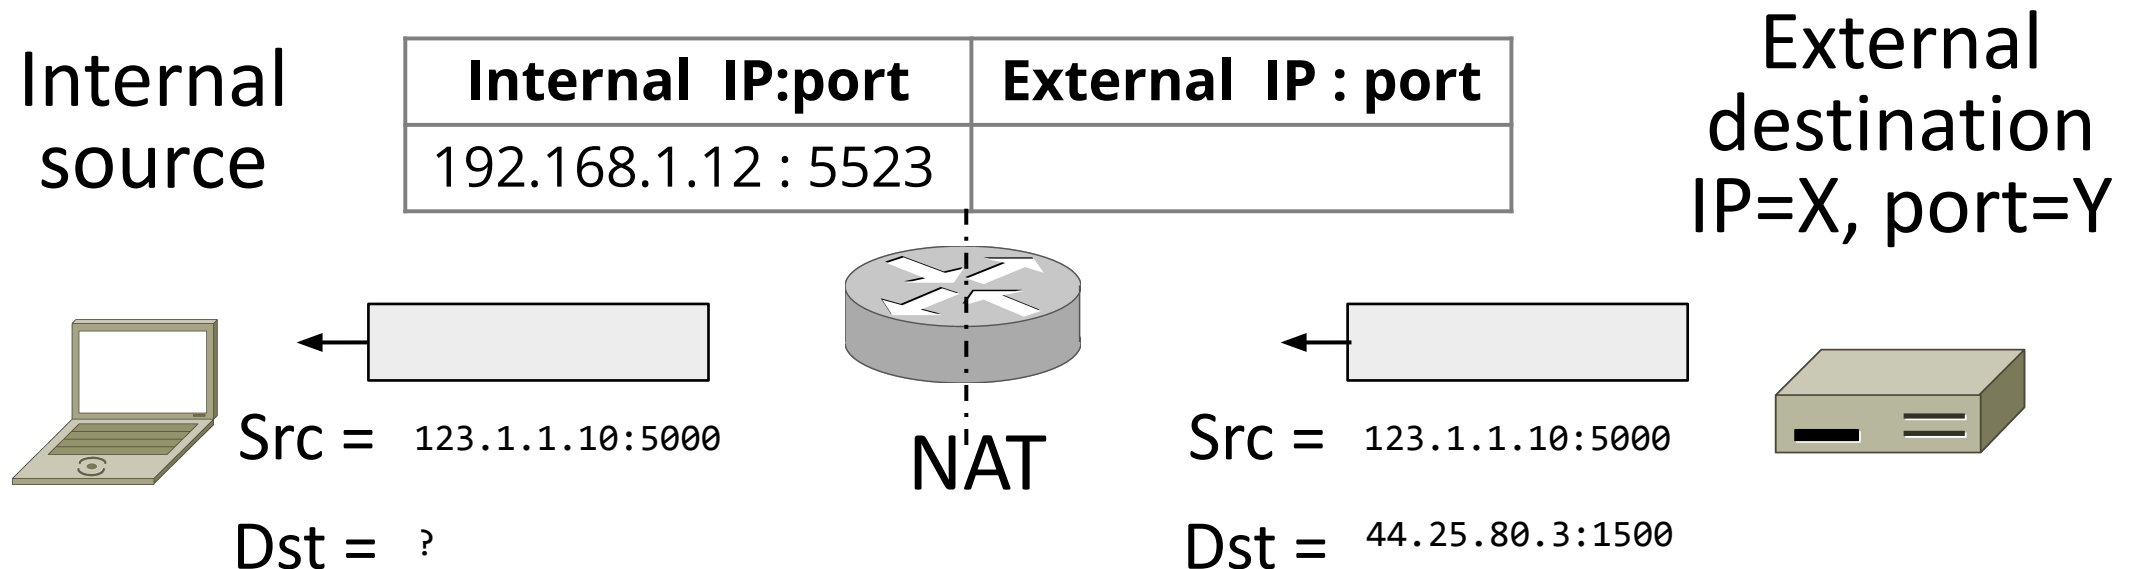 Internal
source
Internal IP:port
External IP : port
192.168.1.12 : 5523
External
destination
IP=X, port=Y
Src = 123.1.1.10:5000
Dst = ?
NAT
Src = 123.1.1.10:5000
Dst = 44.25.80.3:1500